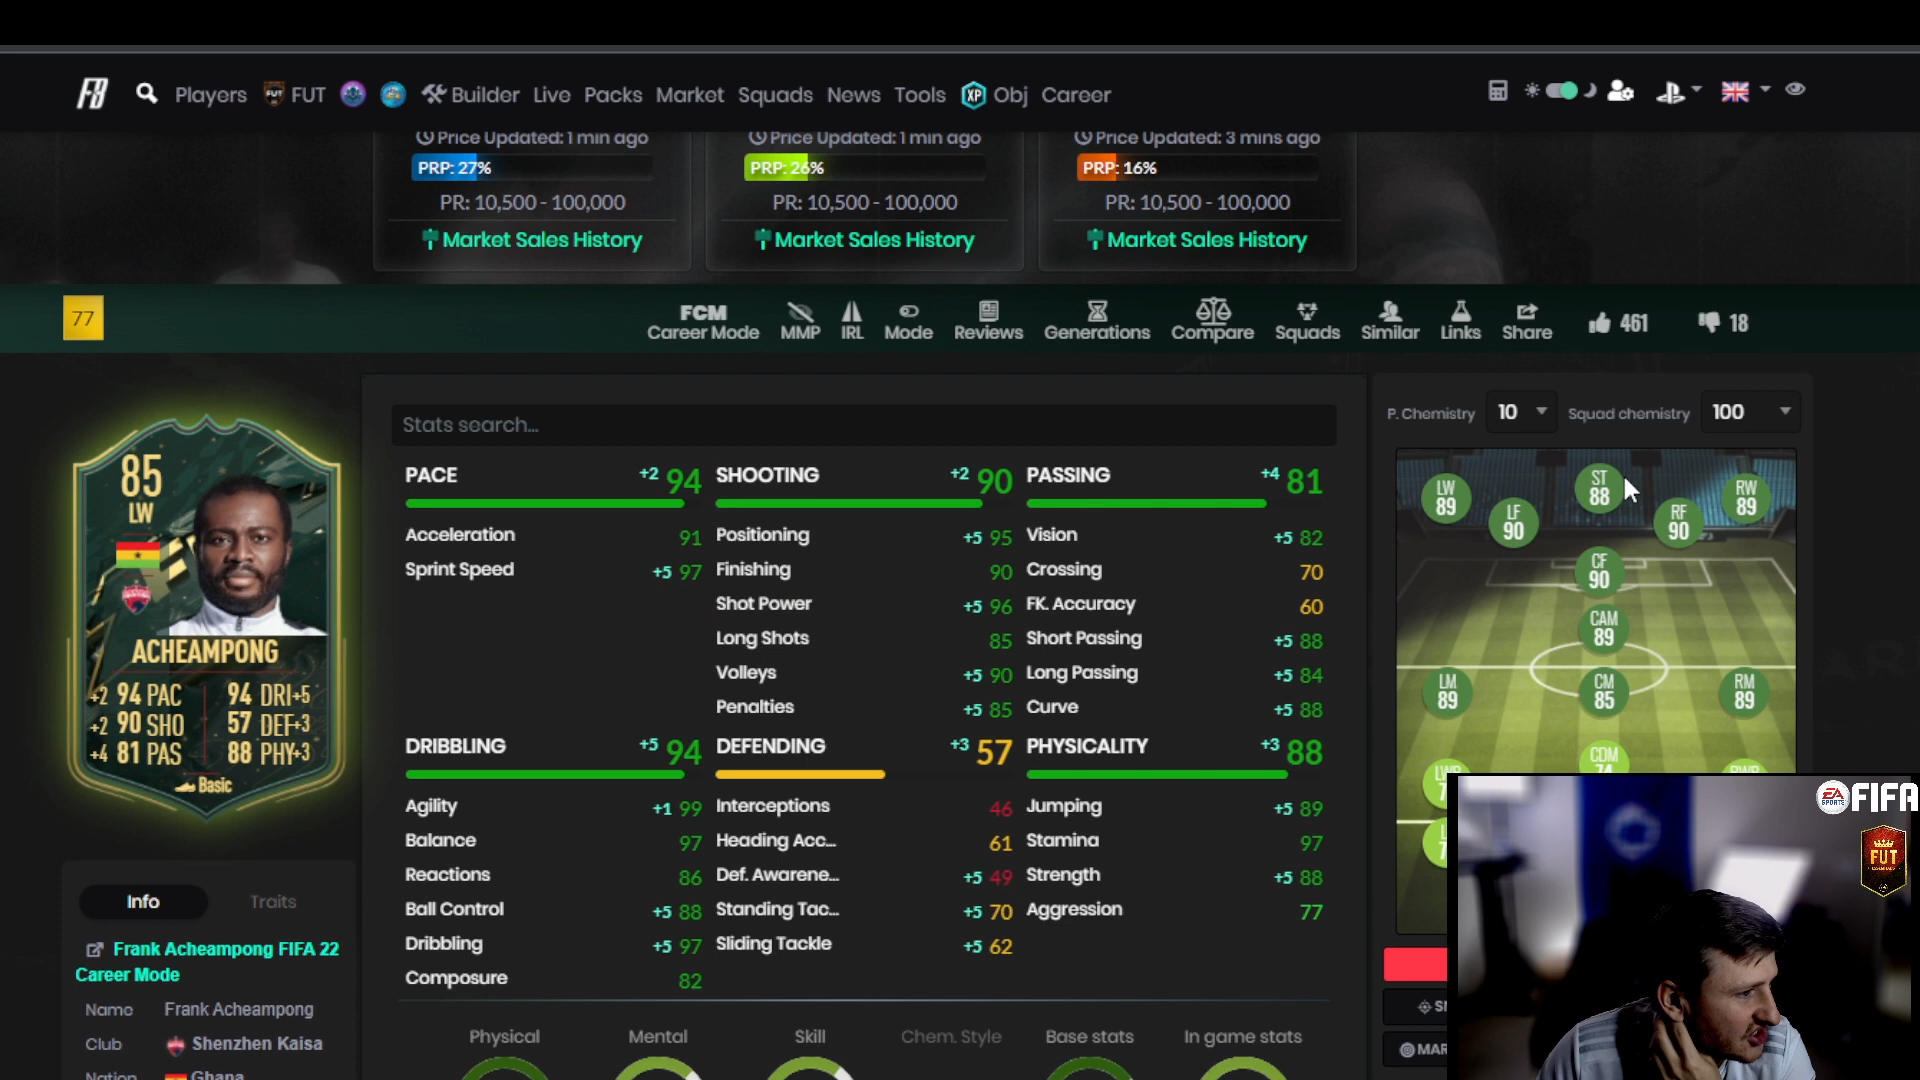 Players FUT Builder Live Packs Market Squads News Tools XP Obj Career
Price Updated: 1 min ago Price Updated: 1 min ago Price Updated: 3 mins ago
PRP: 27% PRP: 26% PRP: 16%
PR: 10,500 - 100,000 PR: 10,500 - 100,000 PR: 10,500 - 100,000
Market Sales History Market Sales History Market Sales History
77
FCM
Career Mode MMP IRL Mode Reviews Generations Compare Squads Similar Links Share 461 18
Stats search...
P. Chemistry 10 Squad chemistry 100
85
LW
ACHEAMPONG
+2 94 PAC 94 DRI+5
+2 90 SHO 57 DEF+3
+4 81 PAS 88 PHY+3
Basic
PACE +2 94
Acceleration 91
Sprint Speed +5 97
SHOOTING +2 90
Positioning +5 95
Finishing 90
Shot Power +5 96
Long Shots 85
Volleys +5 90
Penalties +5 85
PASSING +4 81
Vision +5 82
Crossing 70
FK. Accuracy 60
Short Passing +5 88
Long Passing +5 84
Curve +5 88
DRIBBLING +5 94
Agility +1 99
Balance 97
Reactions 86
Ball Control +5 88
Dribbling +5 97
Composure 82
DEFENDING +3 57
Interceptions 46
Heading Acc... 61
Def. Awarene... +5 49
Standing Tac... +5 70
Sliding Tackle +5 62
PHYSICALITY +3 88
Jumping +5 89
Stamina 97
Strength +5 88
Aggression 77
LW
89
ST
88
RW
89
LF
90
RF
90
CF
90
CAM
89
LM
89
CM
85
RM
89
CDM
74
Info Traits
Frank Acheampong FIFA 22
Career Mode
Name Frank Acheampong
Club Shenzhen Kaisa
Nation Ghana
Physical Mental Skill Chem. Style Base stats In game stats
EA SPORTS FIFA
FUT